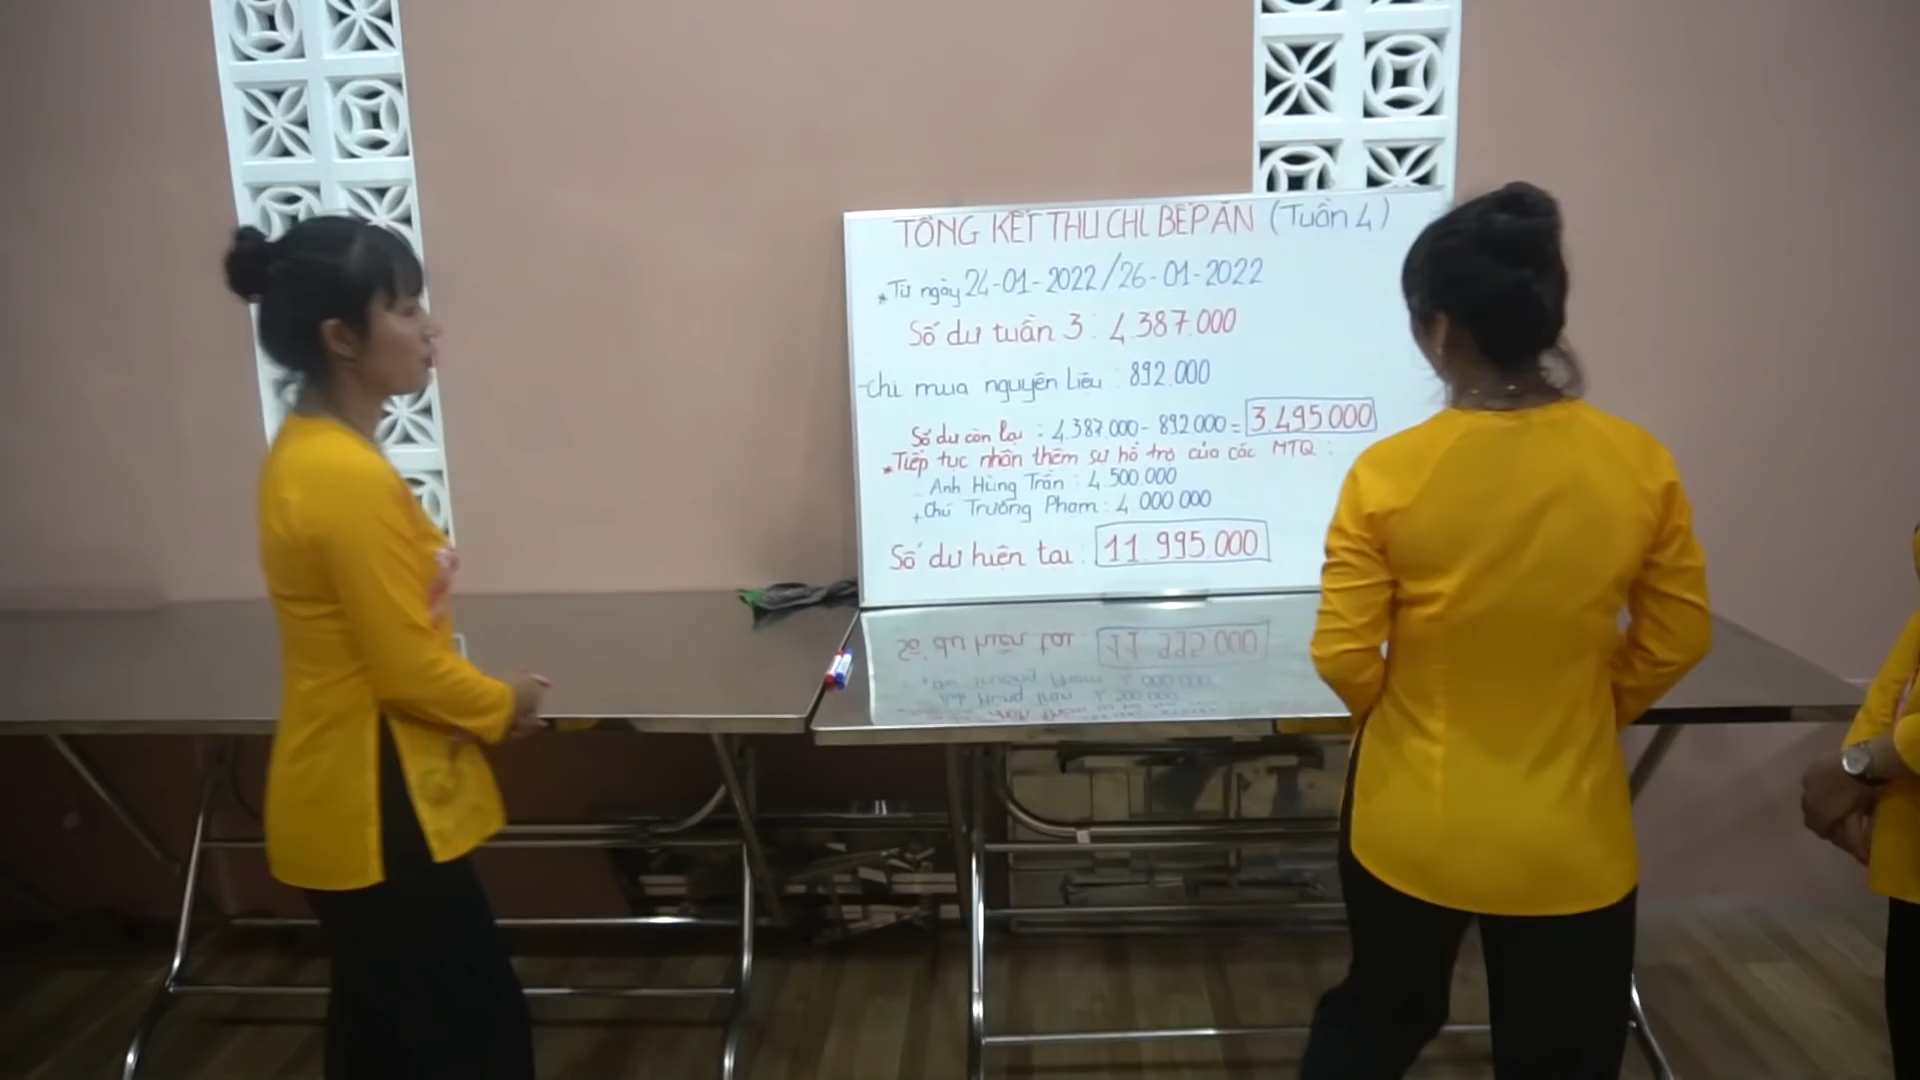 TỔNG KẾT THU CHI BẾP ĂN (Tuần 4)
* Từ ngày 24-01-2022/26-01-2022
Số dư tuần 3 : 4.387.000
- Chi mua nguyên liệu : 892.000
Số dư còn lại : 4.387.000 - 892.000 = 3.495.000
* Tiếp tục nhận thêm sự hỗ trợ của các MTQ :
Anh Hùng Trần : 4.500.000
+ Chú Trường Phạm : 4 000 000
Số dư hiện tại : 11.995.000